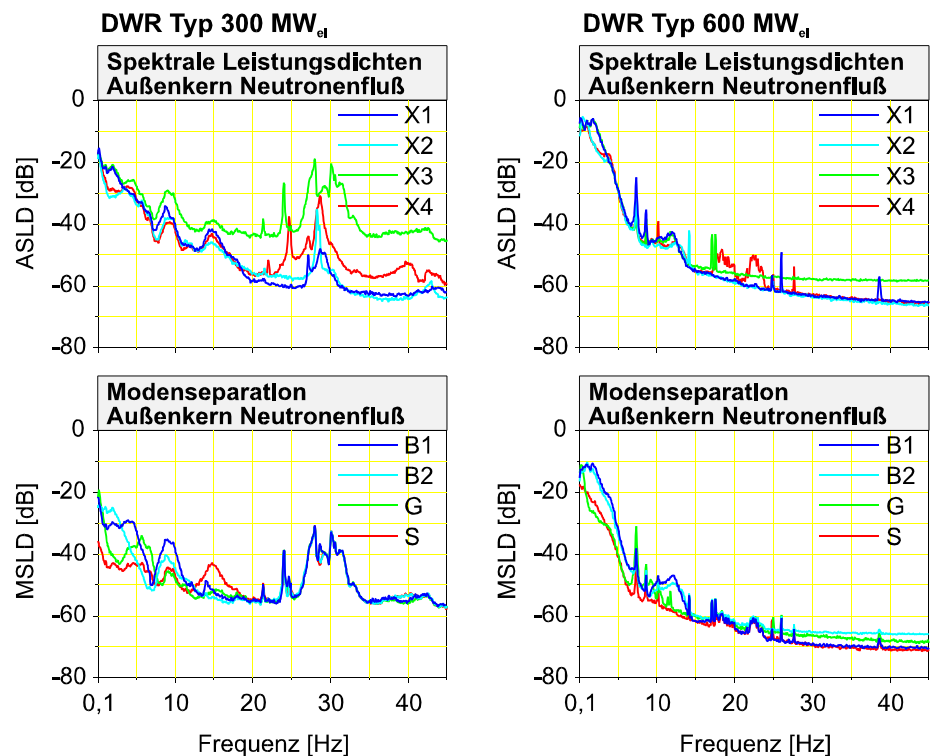 DWR Typ 300 MWel
Spektrale Leistungsdichten
Außenkern Neutronenfluß
0
−20
−40
−60
−80
ASLD [dB]
X1
X2
X3
X4
Modenseparation
Außenkern Neutronenfluß
0
−20
−40
−60
−80
MSLD [dB]
B1
B2
G
S
0,1
10
20
30
40
Frequenz [Hz]
DWR Typ 600 MWel
Spektrale Leistungsdichten
Außenkern Neutronenfluß
0
−20
−40
−60
−80
ASLD [dB]
X1
X2
X3
X4
Modenseparation
Außenkern Neutronenfluß
0
−20
−40
−60
−80
MSLD [dB]
B1
B2
G
S
0,1
10
20
30
40
Frequenz [Hz]